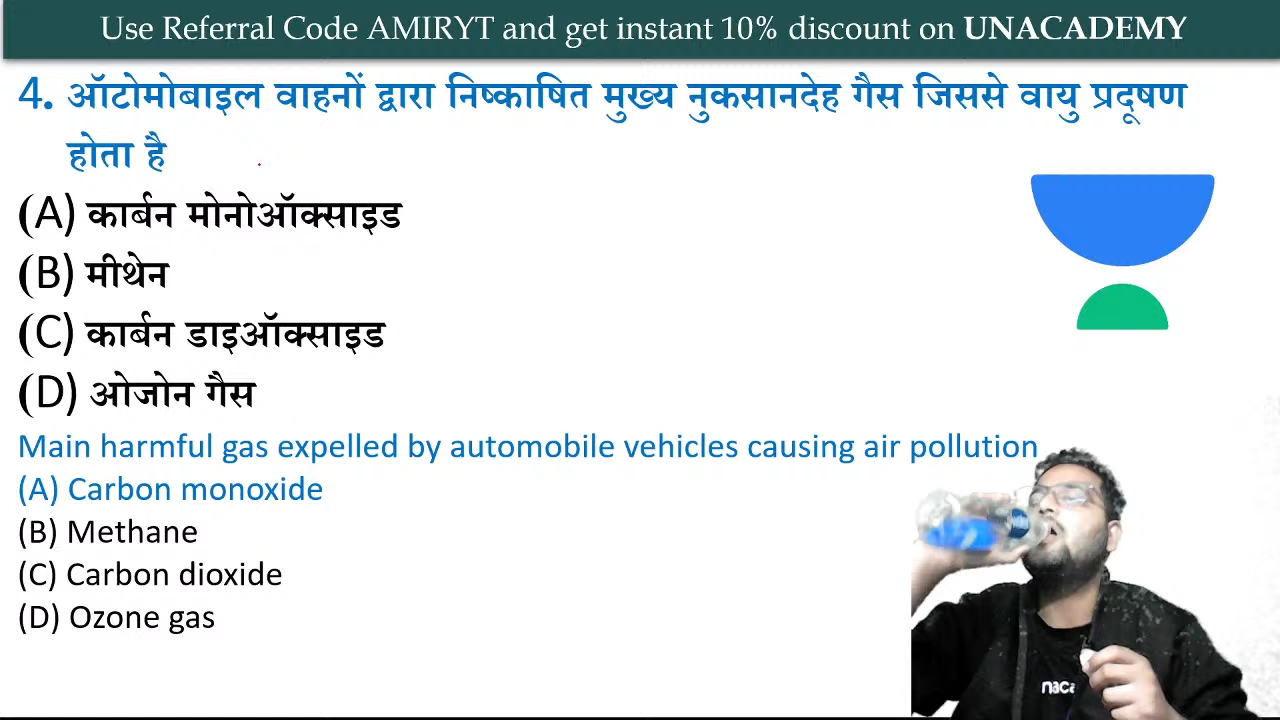 Use Referral Code AMIRYT and get instant 10% discount on UNACADEMY
4. ऑटोमोबाइल वाहनों द्वारा निष्काषित मुख्य नुकसानदेह गैस जिससे वायु प्रदूषण
होता है
(A) कार्बन मोनोऑक्साइड
(B) मीथेन
(C) कार्बन डाइऑक्साइड
(D) ओजोन गैस
Main harmful gas expelled by automobile vehicles causing air pollution
(A) Carbon monoxide
(B) Methane
(C) Carbon dioxide
(D) Ozone gas